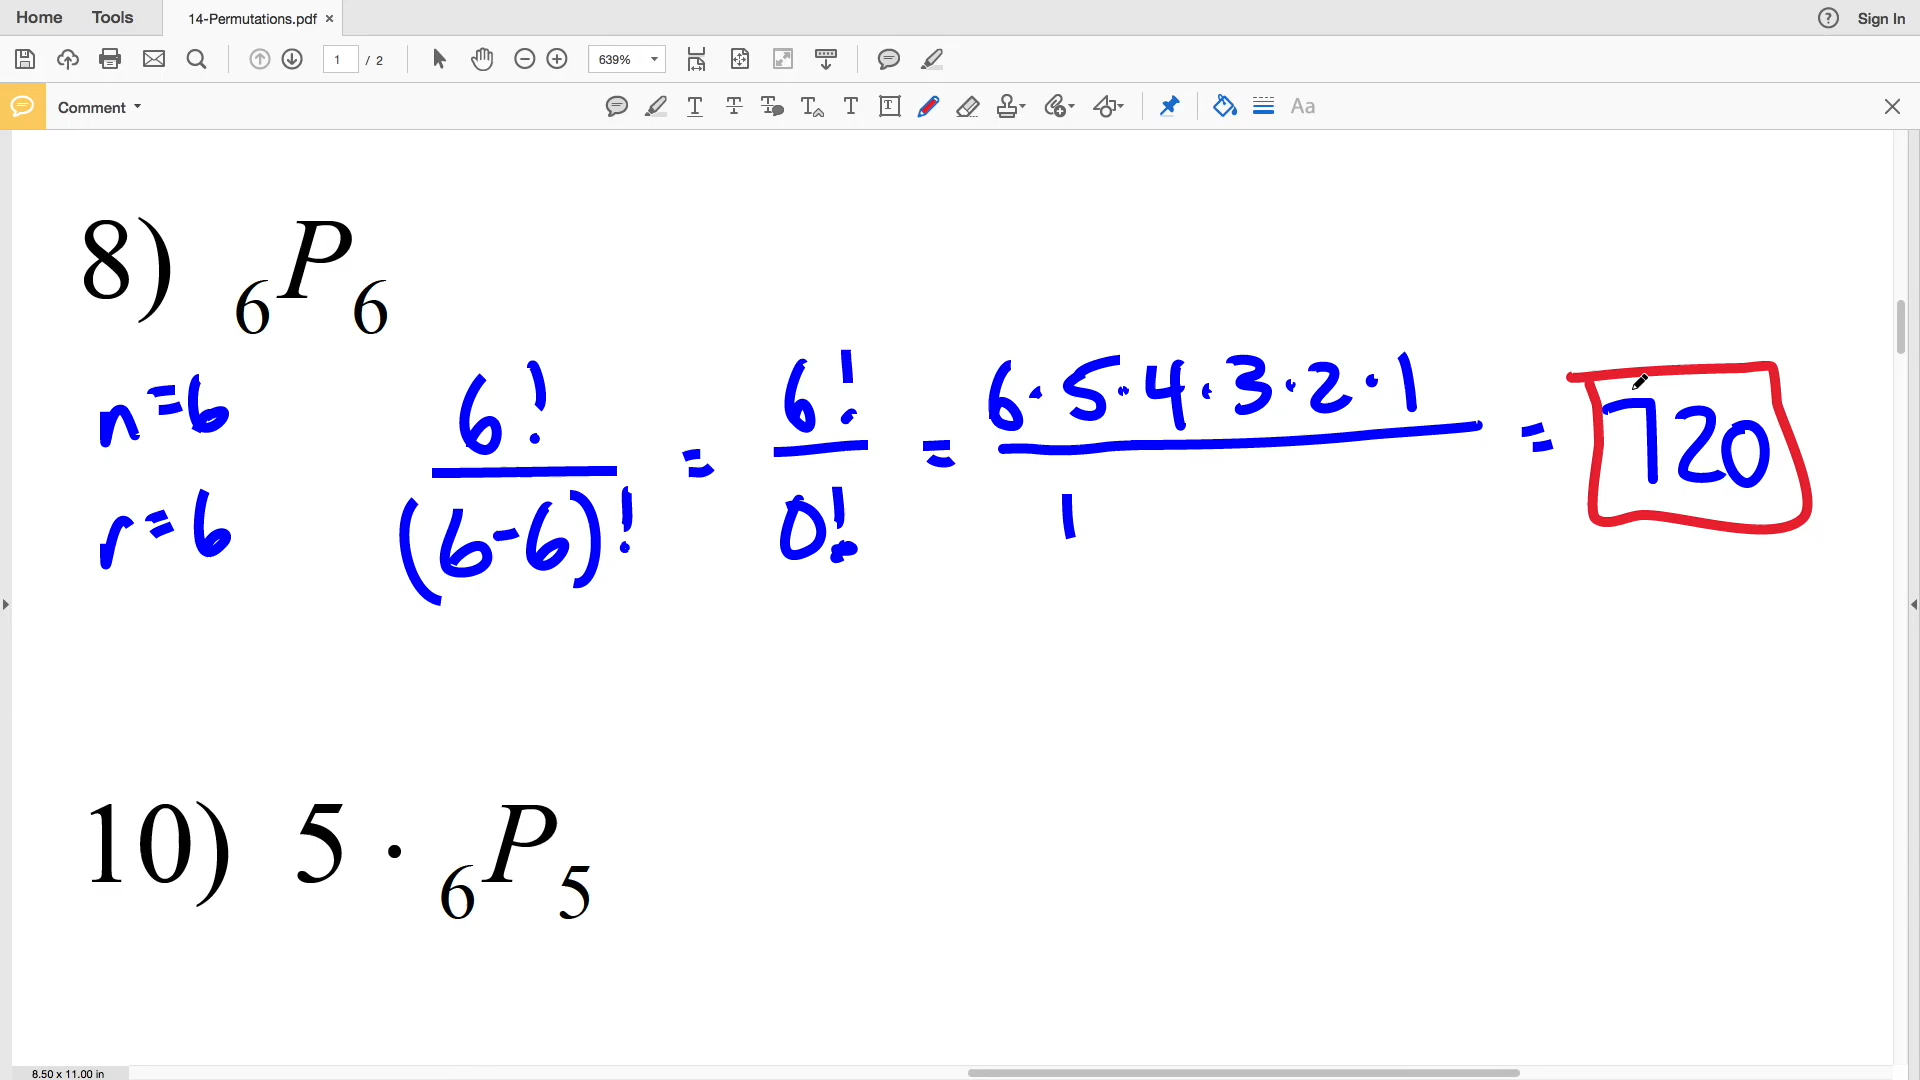 Home Tools 14-Permutations.pdf × ? Sign In
1 / 2 639%
Comment T T T T T T Aa
8) ₆P₆
n=6 6! / (6-6)! = 6! / 0! = 6·5·4·3·2·1 / 1 = 720
r=6
10) 5 · ₆P₅
8.50 x 11.00 in